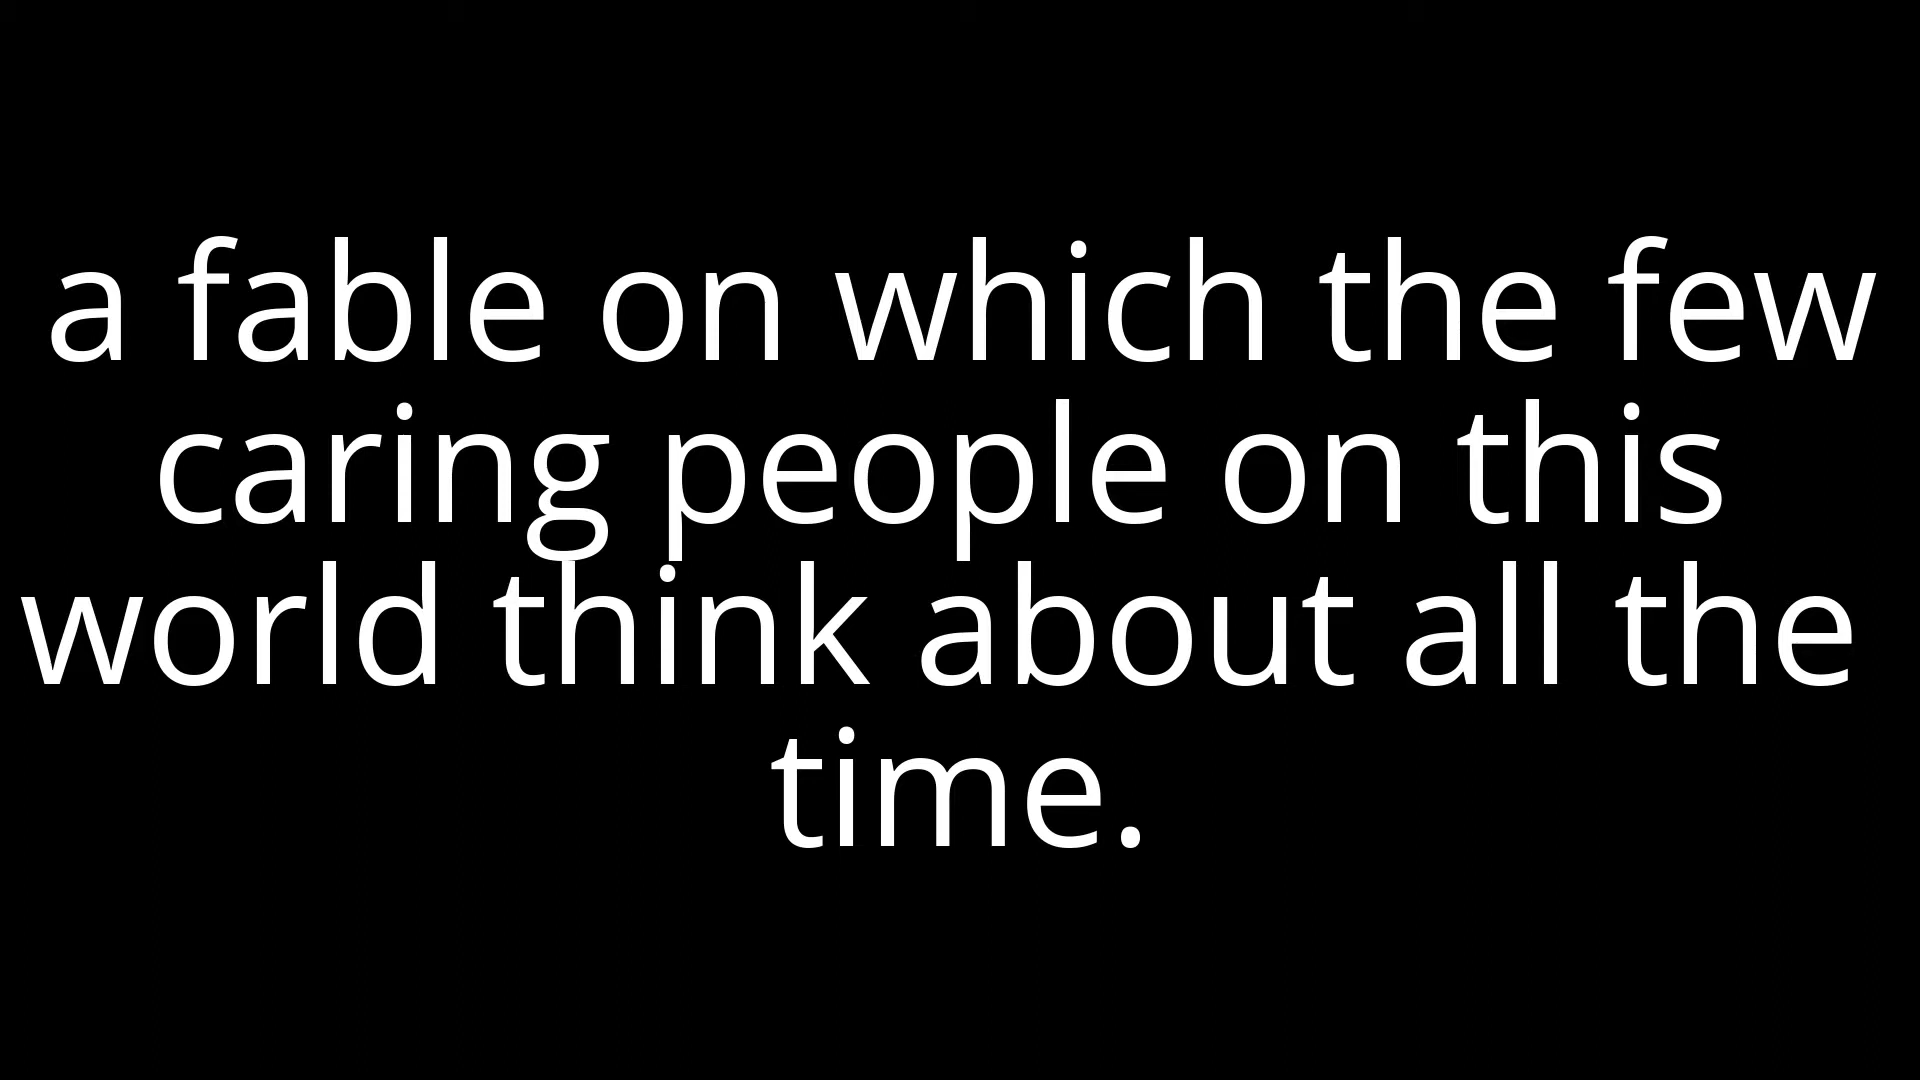 a fable on which the few
caring people on this
world think about all the
time.